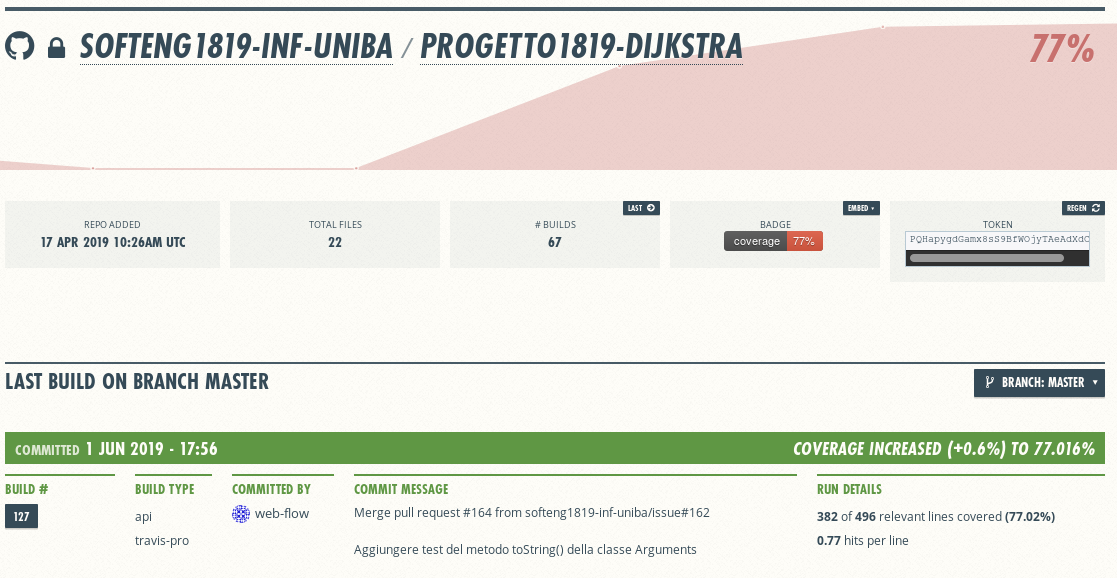 SOFTENG1819-INF-UNIBA / PROGETTO1819-DIJKSTRA
77%
REPO ADDED
17 APR 2019 10:26AM UTC
TOTAL FILES
22
LAST
# BUILDS
67
EMBED
BADGE
coverage 77%
REGEN
TOKEN
PQHapygdGamx8sS9BfWOjyTAeAdXdC
LAST BUILD ON BRANCH MASTER
BRANCH: MASTER
COMMITTED 1 JUN 2019 - 17:56
COVERAGE INCREASED (+0.6%) TO 77.016%
BUILD #
127
BUILD TYPE
api
travis-pro
COMMITTED BY
web-flow
COMMIT MESSAGE
Merge pull request #164 from softeng1819-inf-uniba/issue#162
Aggiungere test del metodo toString() della classe Arguments
RUN DETAILS
382 of 496 relevant lines covered (77.02%)
0.77 hits per line